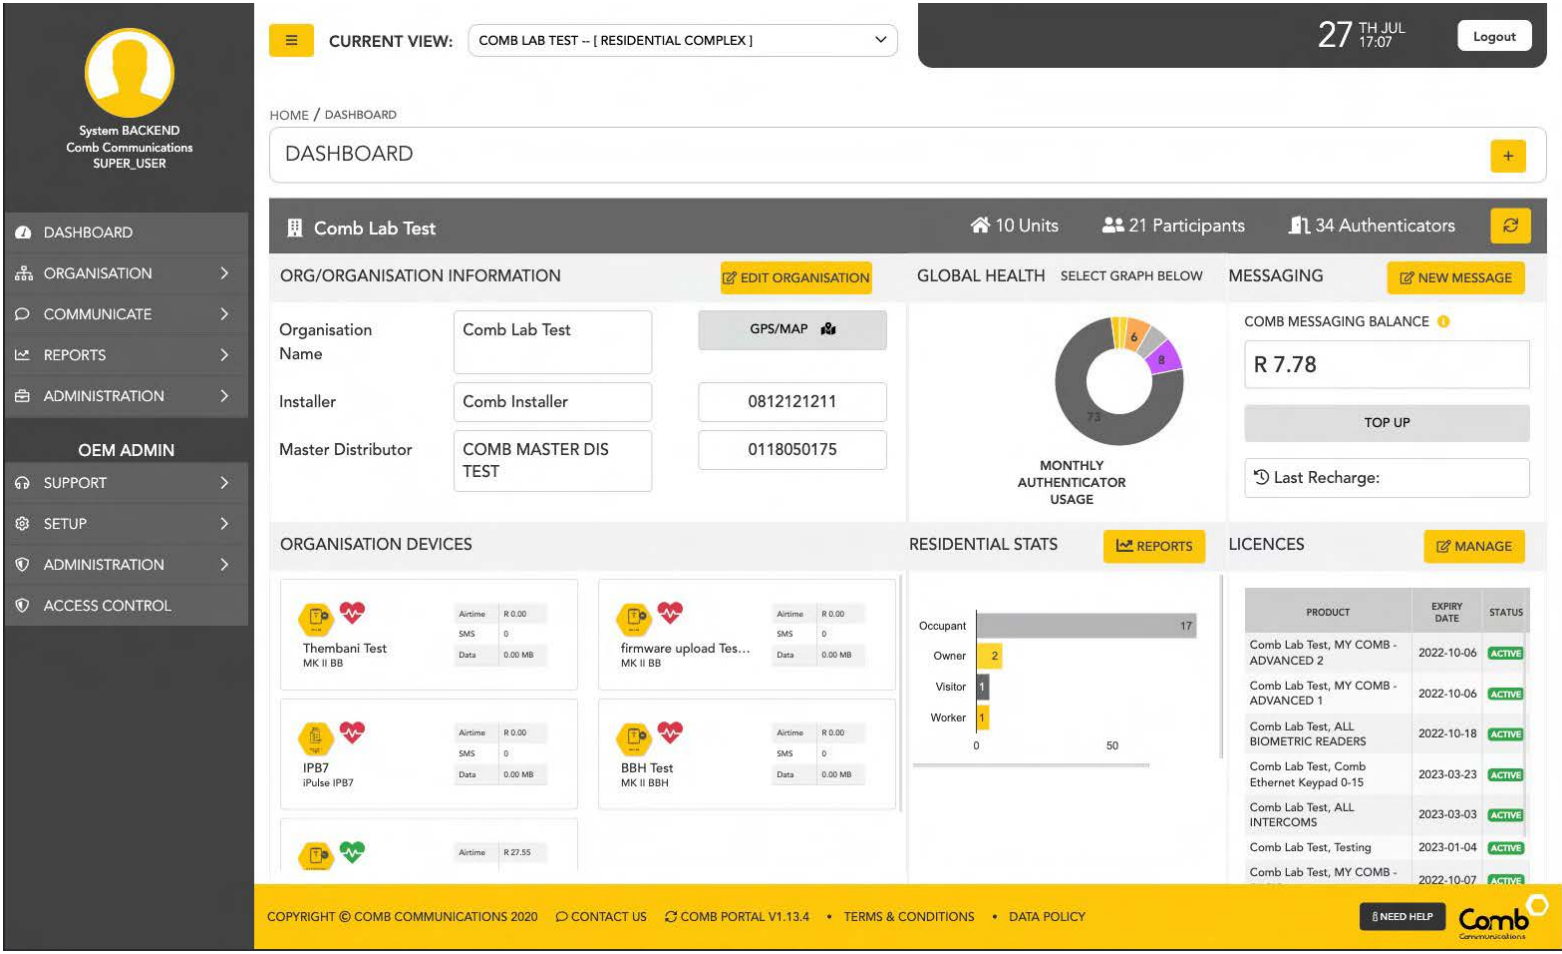 System BACKEND
Comb Communications
SUPER_USER
DASHBOARD
ORGANISATION
COMMUNICATE
REPORTS
ADMINISTRATION
OEM ADMIN
SUPPORT
SETUP
ADMINISTRATION
ACCESS CONTROL
CURRENT VIEW:
COMB LAB TEST -- [ RESIDENTIAL COMPLEX ]
27 TH JUL
17:07
Logout
HOME / DASHBOARD
DASHBOARD
+
Comb Lab Test
10 Units
21 Participants
34 Authenticators
ORG/ORGANISATION INFORMATION
EDIT ORGANISATION
Organisation
Name
Comb Lab Test
GPS/MAP
Installer
Comb Installer
0812121211
Master Distributor
COMB MASTER DIS
TEST
0118050175
GLOBAL HEALTH
SELECT GRAPH BELOW
6
8
73
MONTHLY
AUTHENTICATOR
USAGE
MESSAGING
NEW MESSAGE
COMB MESSAGING BALANCE
R 7.78
TOP UP
Last Recharge:
ORGANISATION DEVICES
Thembani Test
MK II BB
Airtime R 0.00
SMS 0
Data 0.00 MB
firmware upload Tes...
MK II BB
Airtime R 0.00
SMS 0
Data 0.00 MB
IPB7
iPulse IPB7
Airtime R 0.00
SMS 0
Data 0.00 MB
BBH Test
MK II BBH
Airtime R 0.00
SMS 0
Data 0.00 MB
Airtime R 27.55
RESIDENTIAL STATS
REPORTS
Occupant 17
Owner 2
Visitor 1
Worker 1
0 50
LICENCES
MANAGE
PRODUCT
EXPIRY
DATE
STATUS
Comb Lab Test, MY COMB -
ADVANCED 2
2022-10-06 ACTIVE
Comb Lab Test, MY COMB -
ADVANCED 1
2022-10-06 ACTIVE
Comb Lab Test, ALL
BIOMETRIC READERS
2022-10-18 ACTIVE
Comb Lab Test, Comb
Ethernet Keypad 0-15
2023-03-23 ACTIVE
Comb Lab Test, ALL
INTERCOMS
2023-03-03 ACTIVE
Comb Lab Test, Testing 2023-01-04 ACTIVE
Comb Lab Test, MY COMB -
2022-10-07 ACTIVE
COPYRIGHT © COMB COMMUNICATIONS 2020 CONTACT US COMB PORTAL V1.13.4 • TERMS & CONDITIONS • DATA POLICY
NEED HELP
Comb
Communications